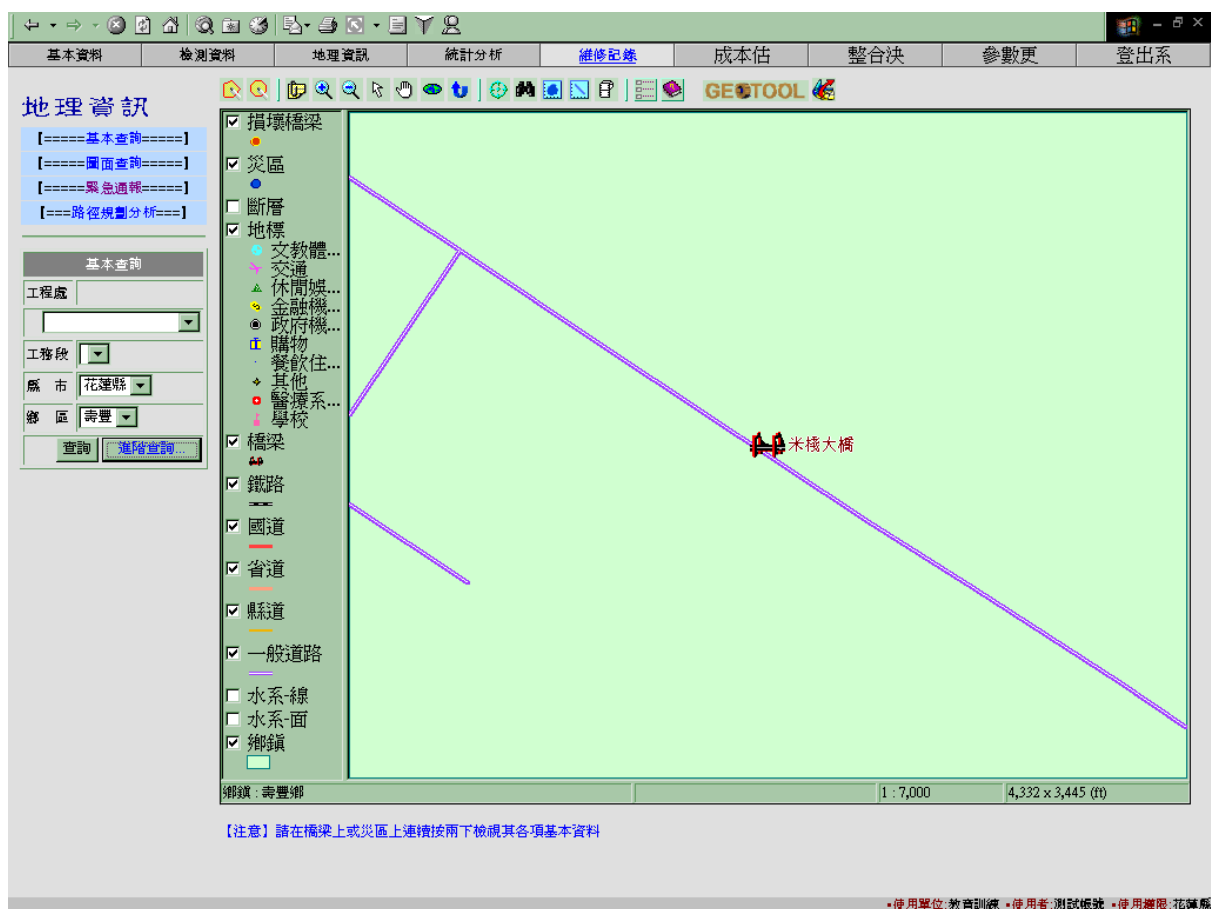 基本資料 檢測資料 地理資訊 統計分析 維修記錄 成本估 整合決 參數更 登出系
GEOTOOL
地理資訊
【=====基本查詢=====】
【=====圖面查詢=====】
【=====緊急通報=====】
【===路徑規劃分析===】
基本查詢
工程處
工務段
縣 市 花蓮縣
鄉 區 壽豐
查詢 進階查詢...
損壞橋梁
災區
斷層
地標
文教體...
交通
休閒娛...
金融機...
政府機...
購物
餐飲住...
其他
醫療系...
學校
橋梁
鐵路
國道
省道
縣道
一般道路
水系-線
水系-面
鄉鎮
米棧大橋
鄉鎮 : 壽豐鄉 1 : 7,000 4,332 x 3,445 (ft)
【注意】請在橋梁上或災區上連續按兩下檢視其各項基本資料
▪使用單位:教育訓練 ▪使用者:測試帳號 ▪使用權限:花蓮縣